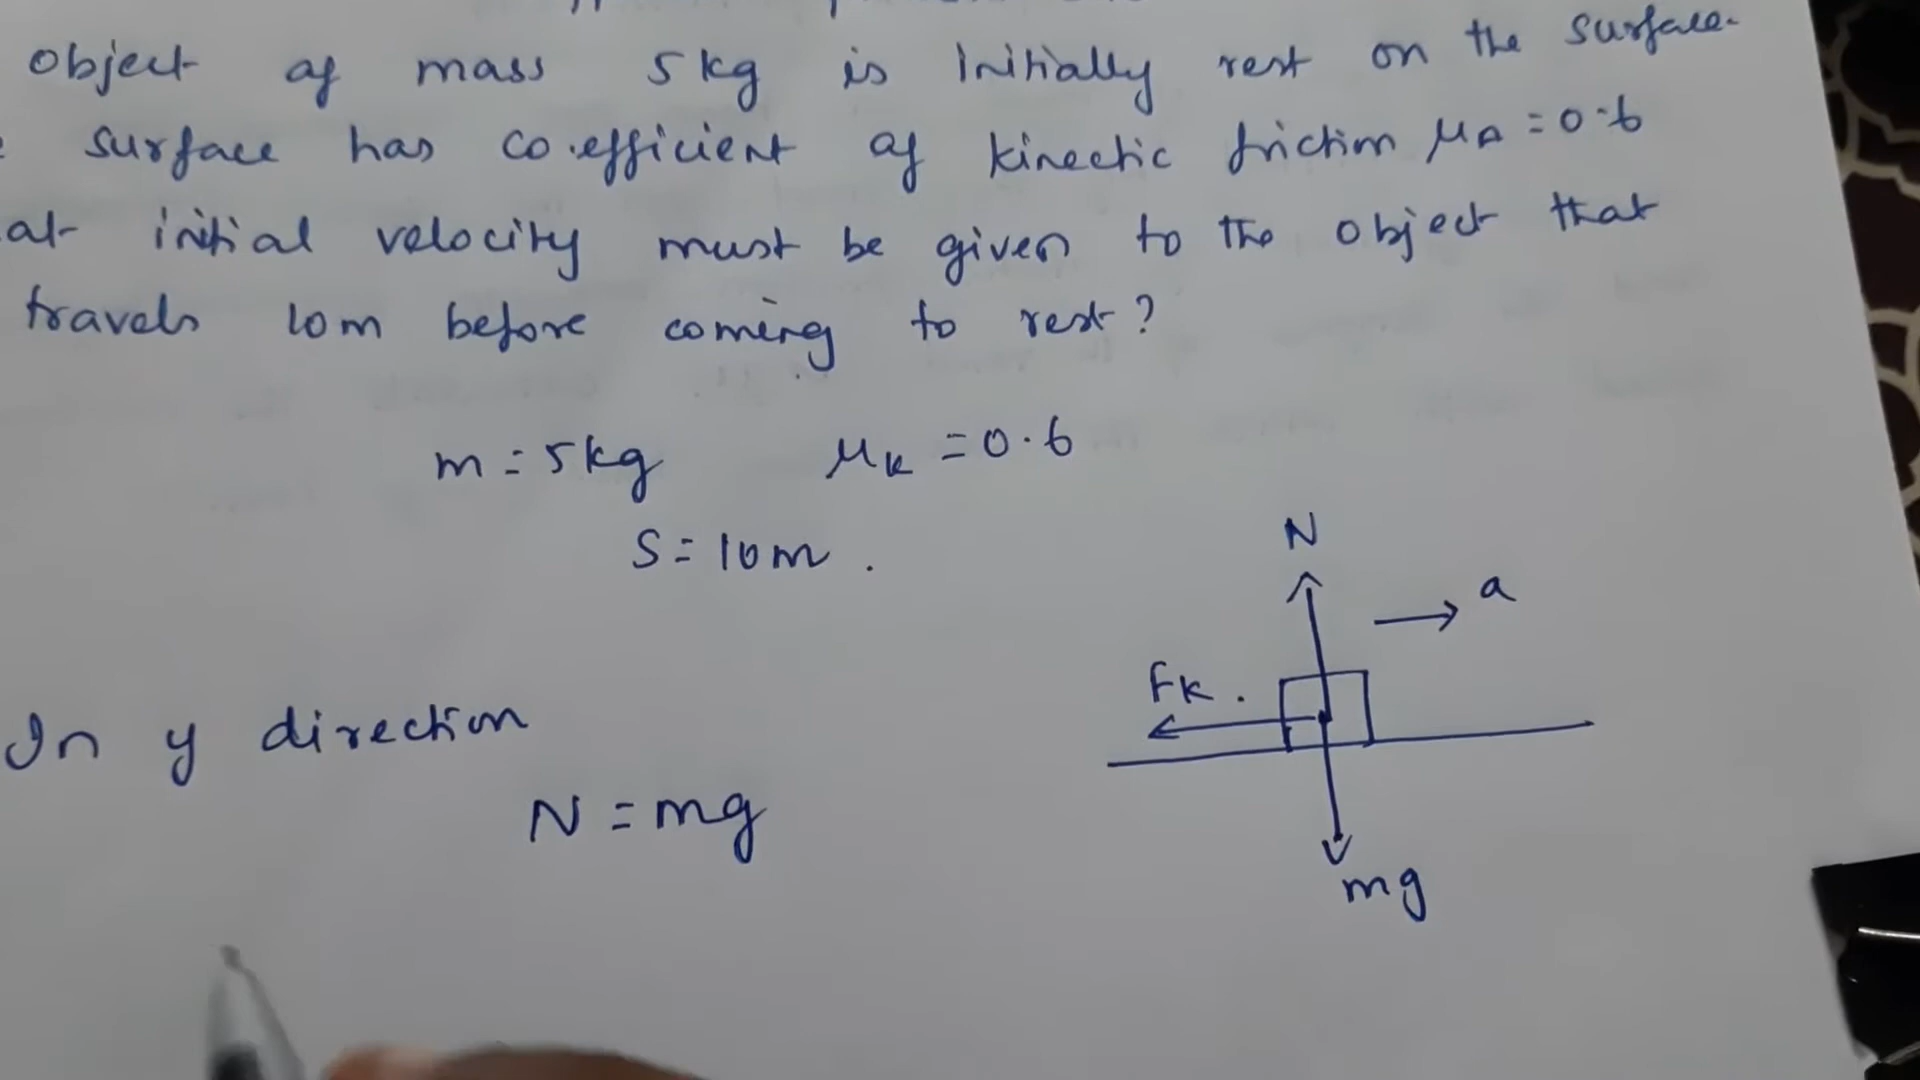 object of mass 5 kg is initially rest on the surface.
surface has co.efficient of kinectic friction μk = 0.6
initial velocity must be given to the object that
travels 10m before coming to rest?
m = 5kg μk = 0.6
S = 10m .
N
a
Fk .
In y direction
N = mg
mg